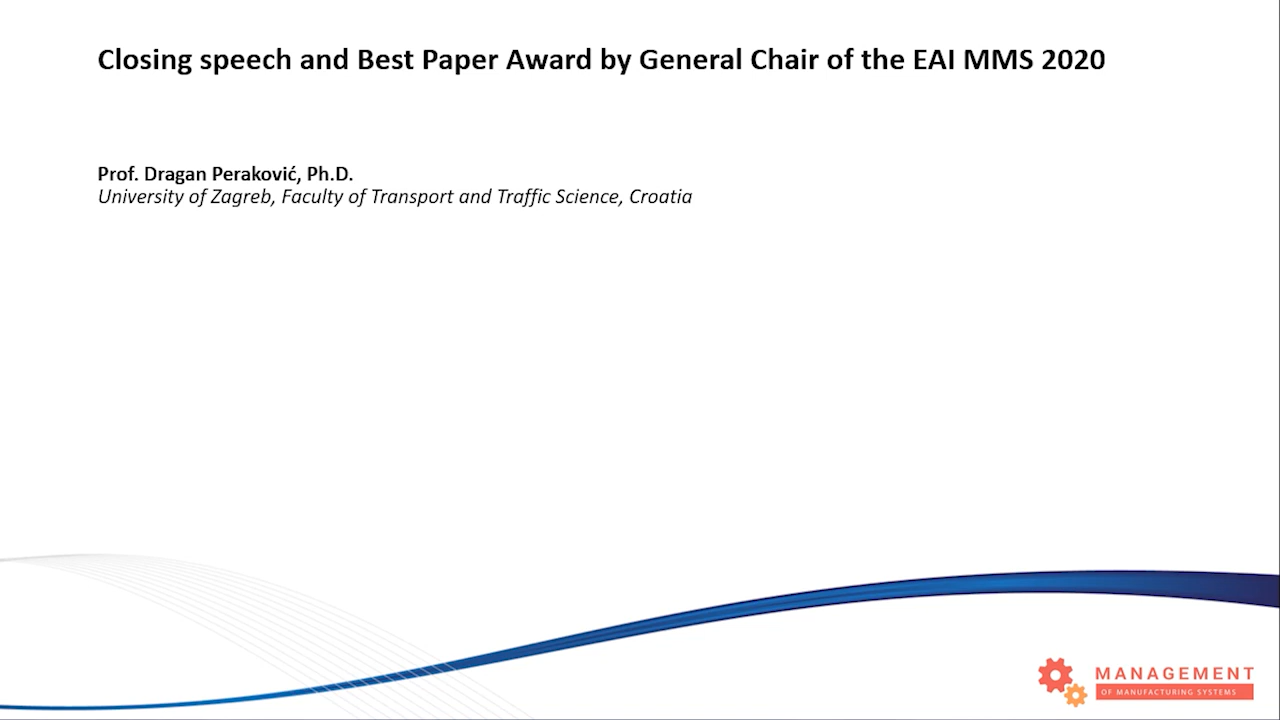 Closing speech and Best Paper Award by General Chair of the EAI MMS 2020
Prof. Dragan Peraković, Ph.D.
University of Zagreb, Faculty of Transport and Traffic Science, Croatia
MANAGEMENT
OF MANUFACTURING SYSTEMS